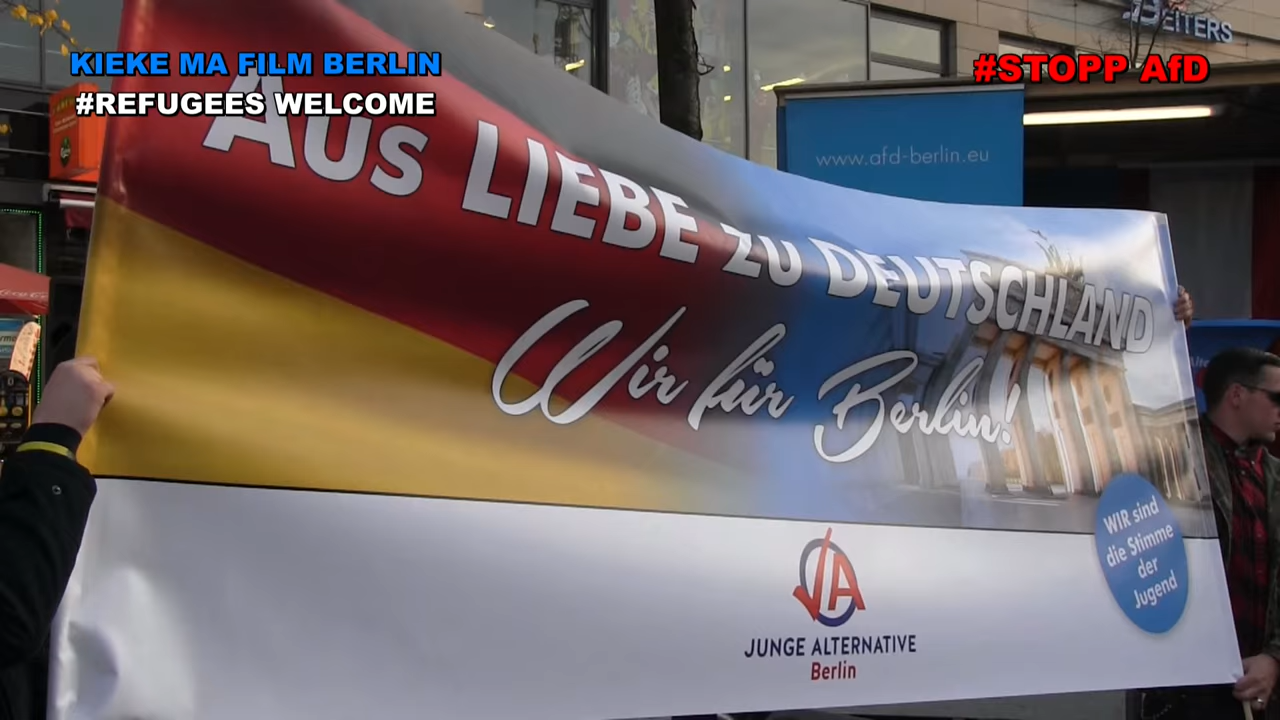 KIEKE MA FILM BERLIN
#REFUGEES WELCOME
#STOPP AfD
www.afd-berlin.eu
AUS LIEBE ZU DEUTSCHLAND
Wir für Berlin!
WIR sind
die Stimme
der
Jugend
JA
JUNGE ALTERNATIVE
Berlin